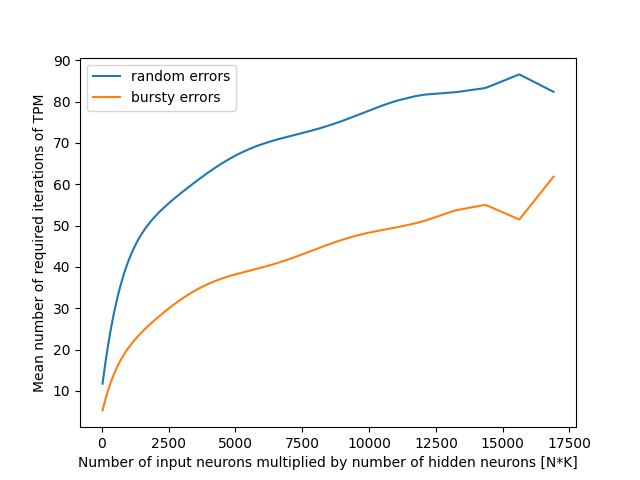 random errors
bursty errors
Mean number of required iterations of TPM
90
80
70
60
50
40
30
20
10
0 2500 5000 7500 10000 12500 15000 17500
Number of input neurons multiplied by number of hidden neurons [N*K]